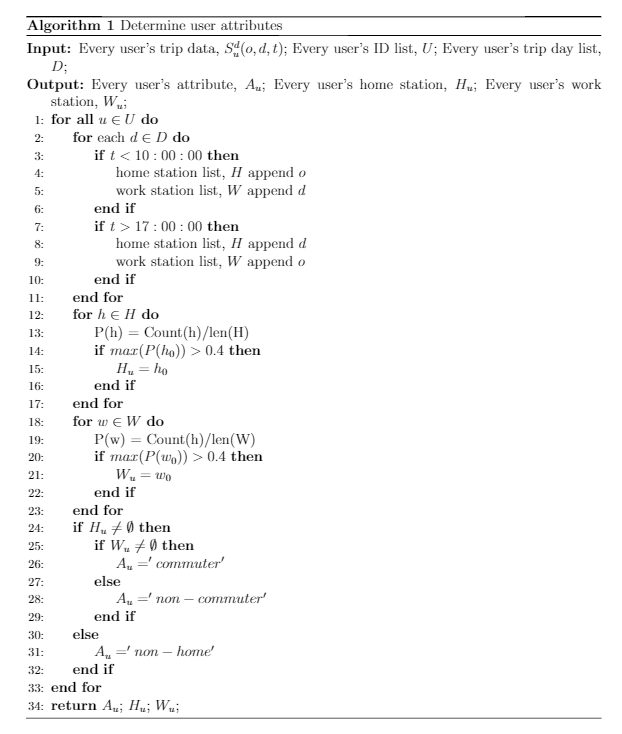 Algorithm 1 Determine user attributes
Input: Every user's trip data, S_u^d(o, d, t); Every user's ID list, U; Every user's trip day list,
D;
Output: Every user's attribute, A_u; Every user's home station, H_u; Every user's work
station, W_u;
1: for all u ∈ U do
2: for each d ∈ D do
3: if t < 10 : 00 : 00 then
4: home station list, H append o
5: work station list, W append d
6: end if
7: if t > 17 : 00 : 00 then
8: home station list, H append d
9: work station list, W append o
10: end if
11: end for
12: for h ∈ H do
13: P(h) = Count(h)/len(H)
14: if max(P(h_0)) > 0.4 then
15: H_u = h_0
16: end if
17: end for
18: for w ∈ W do
19: P(w) = Count(h)/len(W)
20: if max(P(w_0)) > 0.4 then
21: W_u = w_0
22: end if
23: end for
24: if H_u ≠ ∅ then
25: if W_u ≠ ∅ then
26: A_u =′ commuter′
27: else
28: A_u =′ non − commuter′
29: end if
30: else
31: A_u =′ non − home′
32: end if
33: end for
34: return A_u; H_u; W_u;